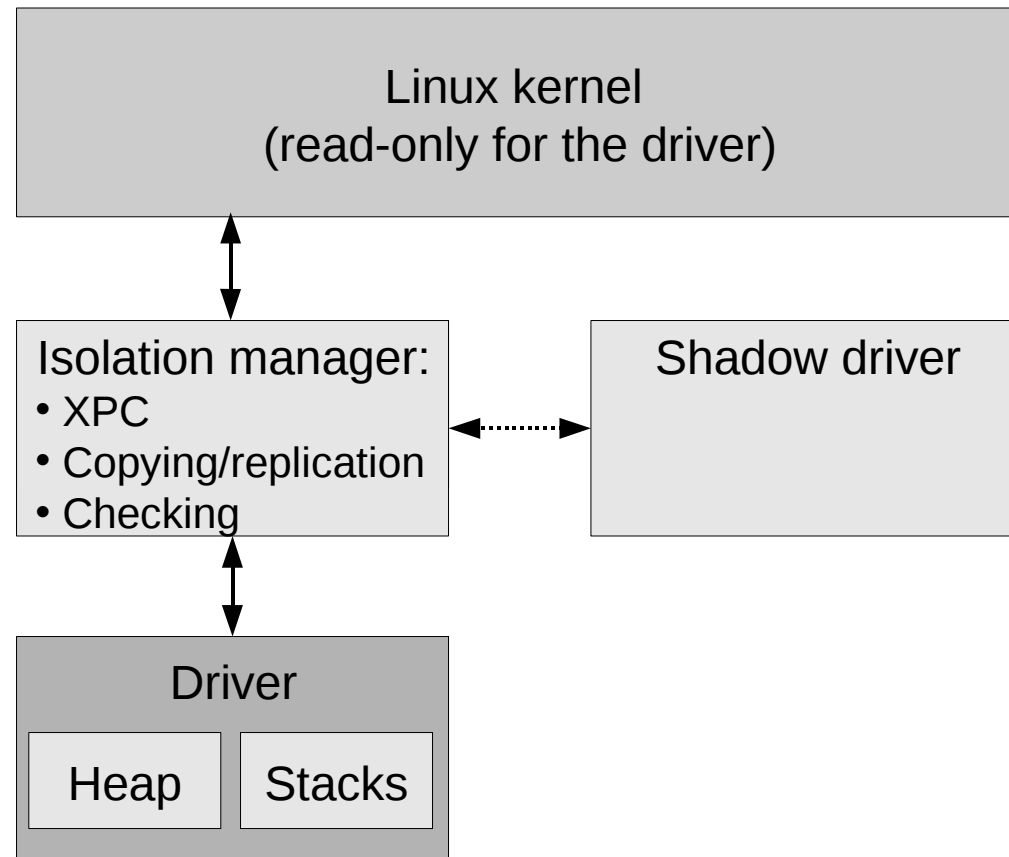 Linux kernel
(read-only for the driver)
Isolation manager:
• XPC
• Copying/replication
• Checking
Shadow driver
Driver
Heap
Stacks